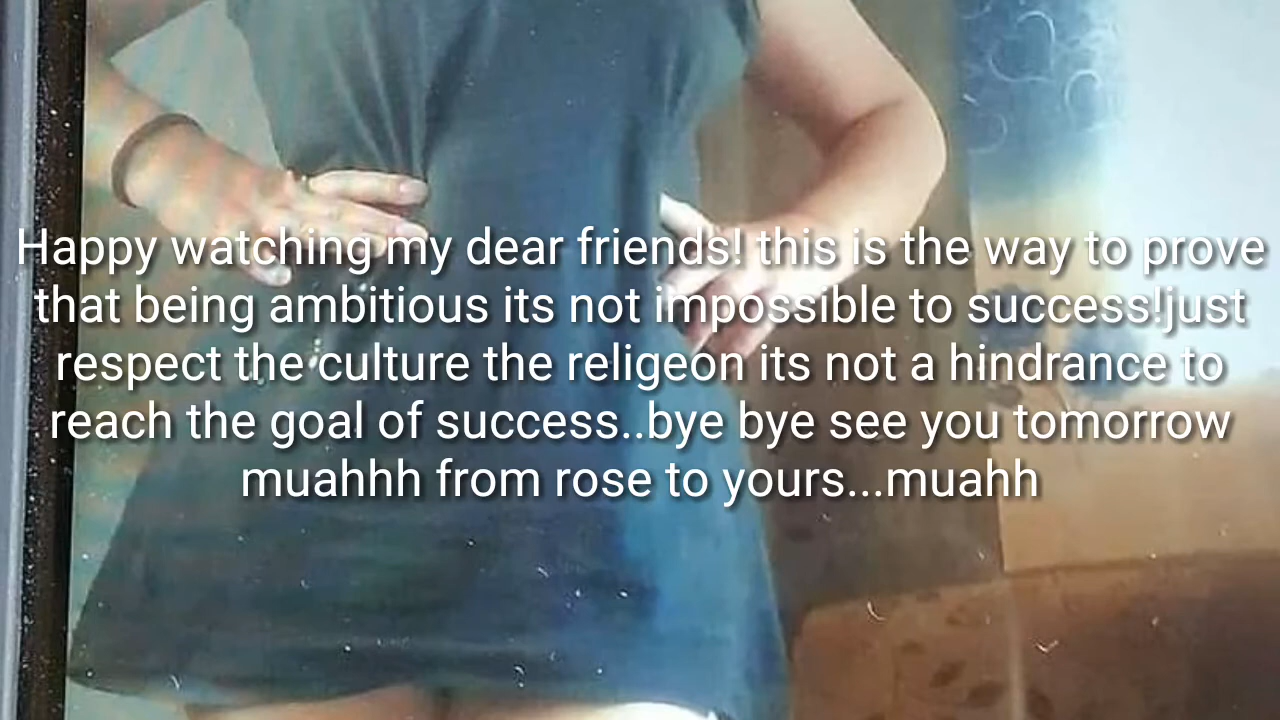 Happy watching my dear friends! this is the way to prove
that being ambitious its not impossible to success!just
respect the culture the religeon its not a hindrance to
reach the goal of success..bye bye see you tomorrow
muahhh from rose to yours...muahh